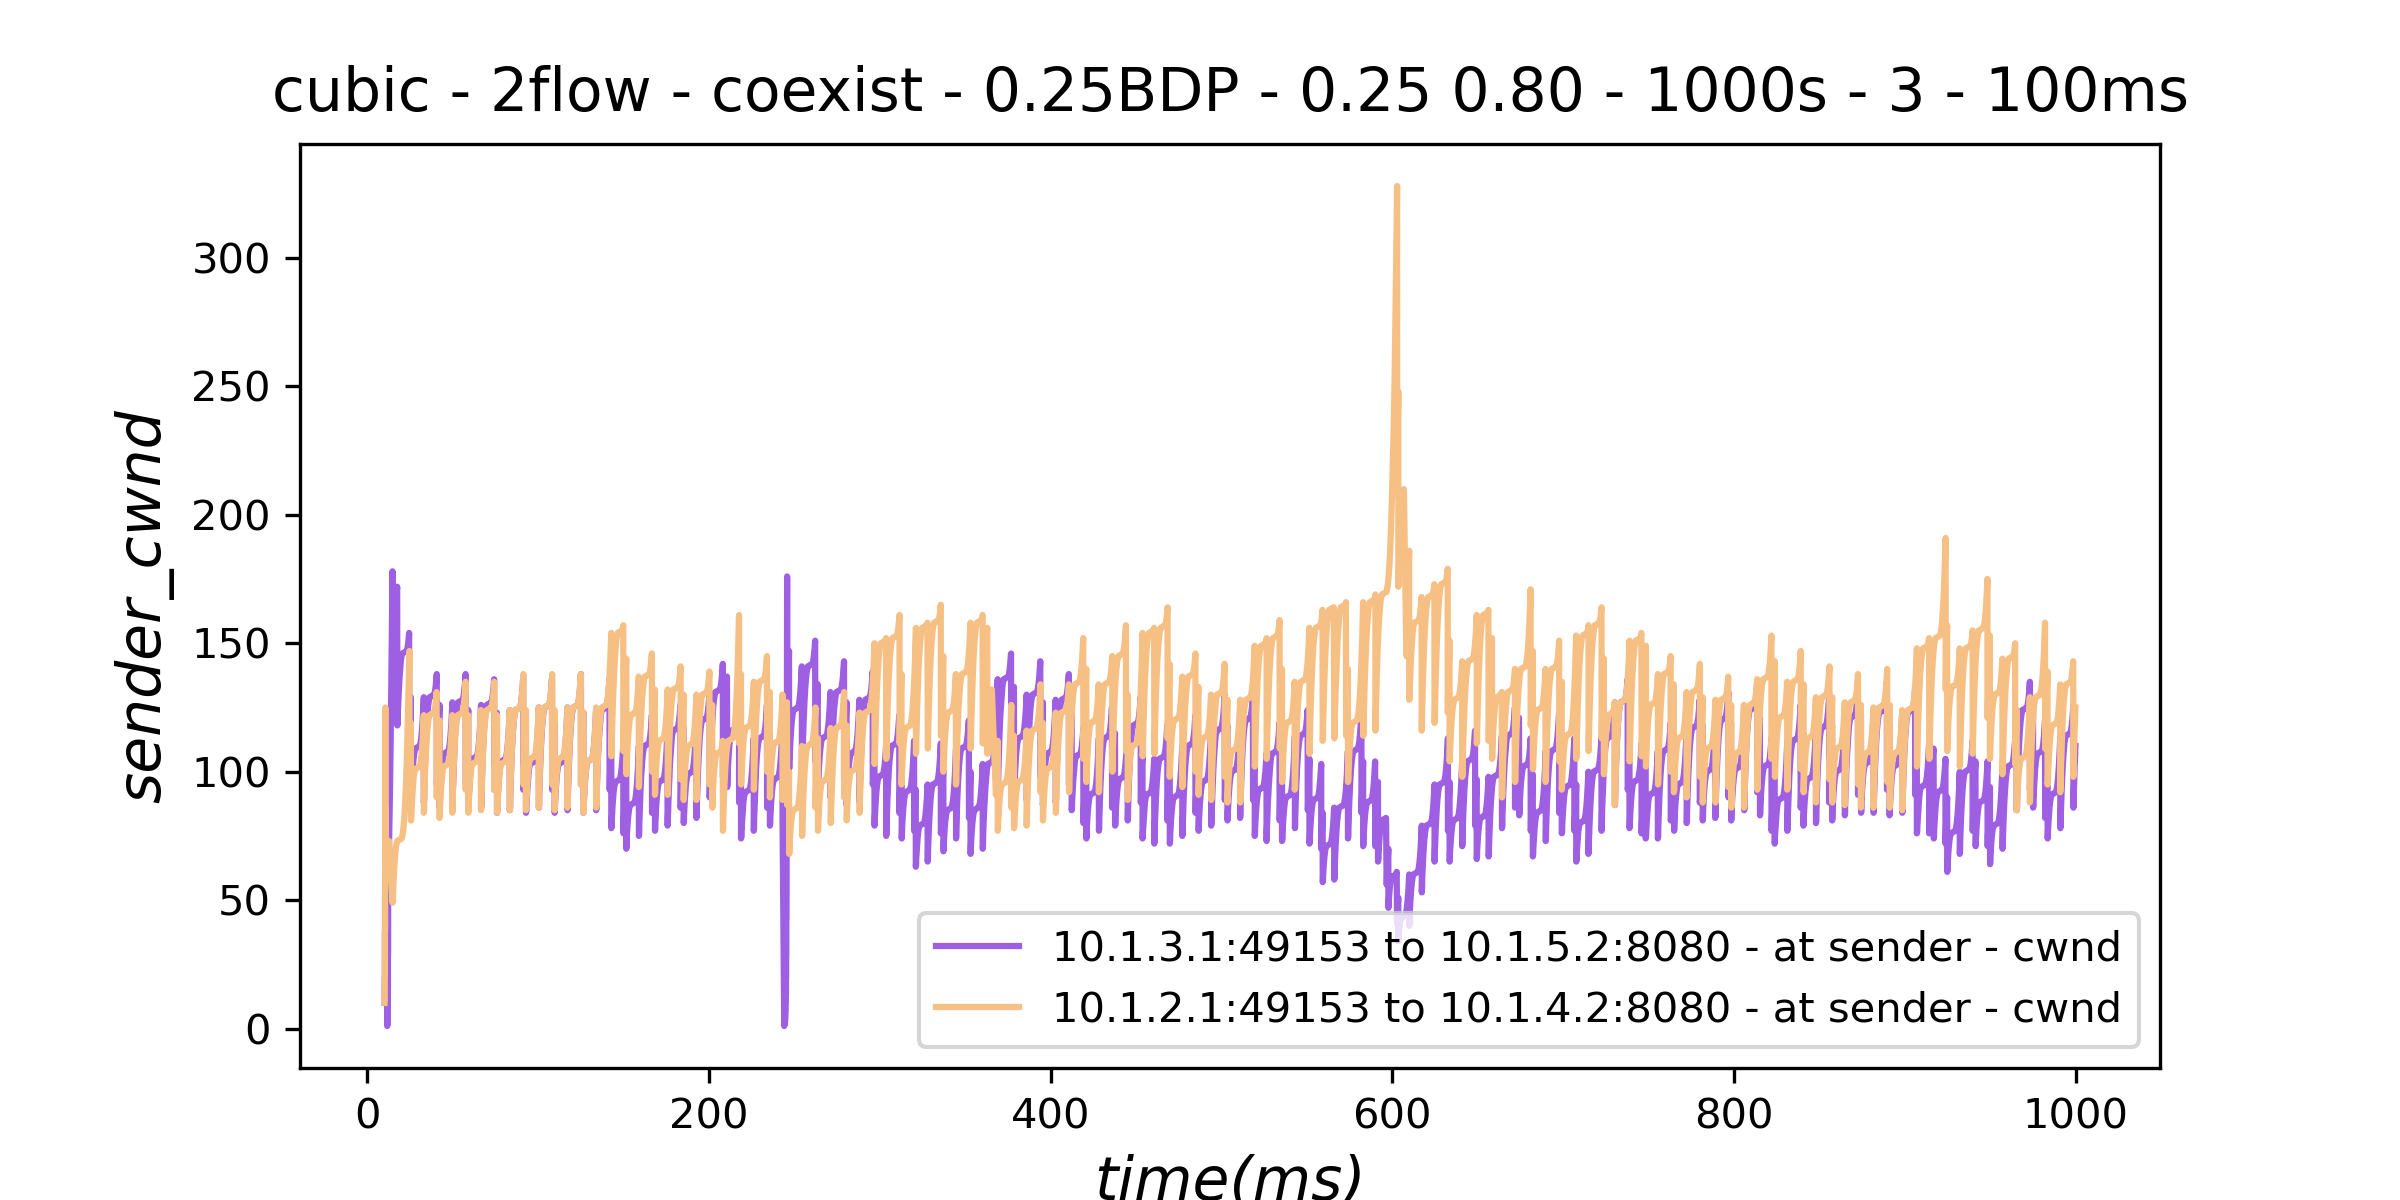 cubic - 2flow - coexist - 0.25BDP - 0.25 0.80 - 1000s - 3 - 100ms
sender_cwnd
300
250
200
150
100
50
0
10.1.3.1:49153 to 10.1.5.2:8080 - at sender - cwnd
10.1.2.1:49153 to 10.1.4.2:8080 - at sender - cwnd
0 200 400 600 800 1000
time(ms)